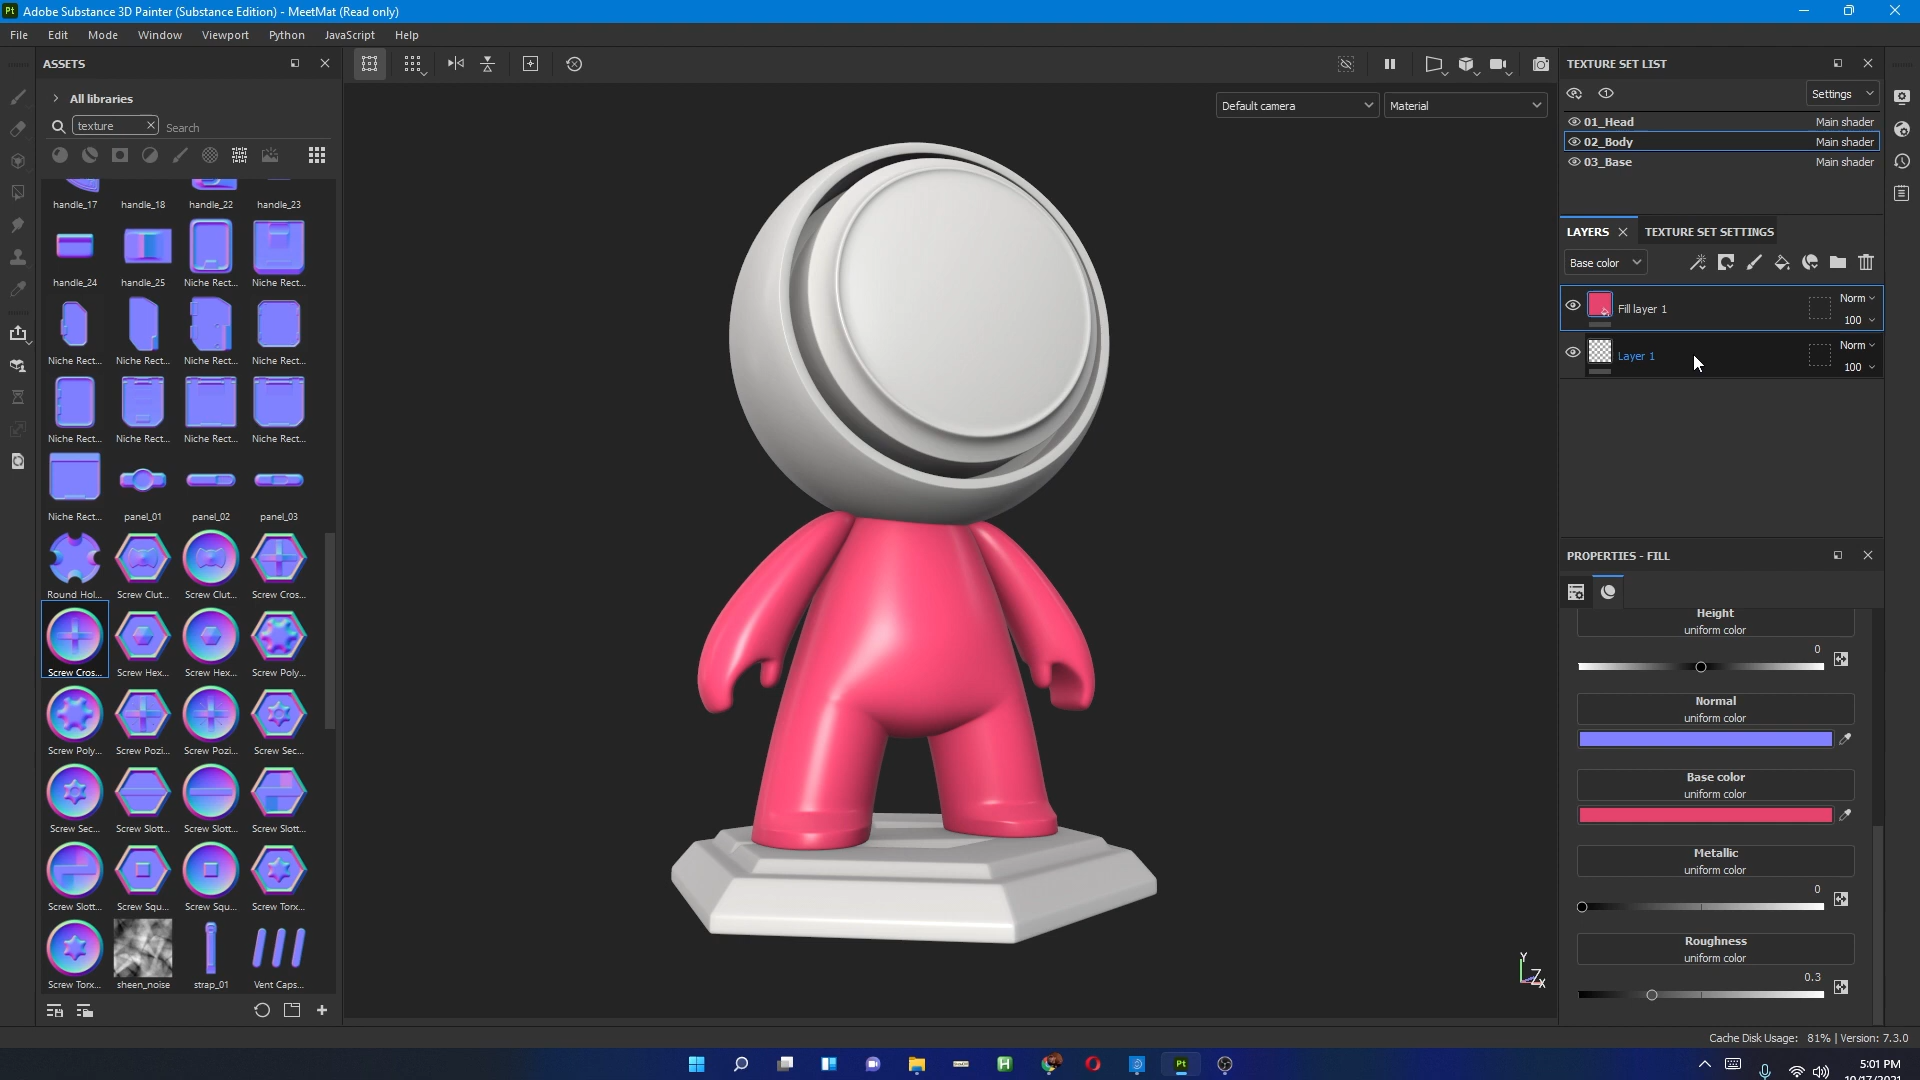 Pt Adobe Substance 3D Painter (Substance Edition) - MeetMat (Read only)
File Edit Mode Window Viewport Python JavaScript Help
ASSETS
All libraries
texture Search
handle_17 handle_18 handle_22 handle_23
handle_24 handle_25 Niche Rect... Niche Rect...
Niche Rect... Niche Rect... Niche Rect... Niche Rect...
Niche Rect... Niche Rect... Niche Rect... Niche Rect...
Niche Rect... panel_01 panel_02 panel_03
Round Hol... Screw Clut... Screw Clut... Screw Cros...
Screw Cros... Screw Hex... Screw Hex... Screw Poly...
Screw Poly... Screw Pozi... Screw Pozi... Screw Sec...
Screw Sec... Screw Slott... Screw Slott... Screw Slott...
Screw Slott... Screw Squ... Screw Squ... Screw Torx...
Screw Torx... sheen_noise strap_01 Vent Caps...
Default camera Material
Y
Z
X
TEXTURE SET LIST
Settings
01_Head Main shader
02_Body Main shader
03_Base Main shader
LAYERS TEXTURE SET SETTINGS
Base color
Fill layer 1 Norm
100
Layer 1 Norm
100
PROPERTIES - FILL
Height
uniform color
0
Normal
uniform color
Base color
uniform color
Metallic
uniform color
0
Roughness
uniform color
0.3
Cache Disk Usage: 81% | Version: 7.3.0
H Pt
5:01 PM
10/17/2021